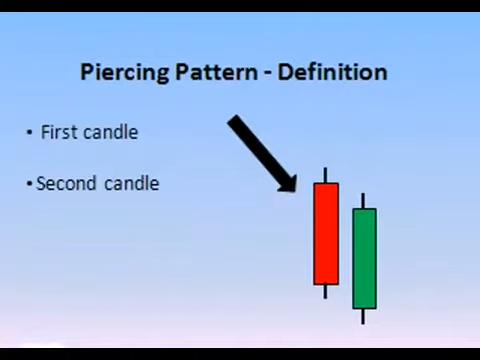 Piercing Pattern - Definition
• First candle
• Second candle